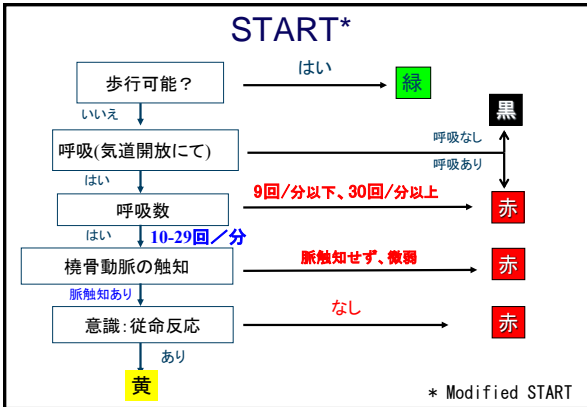 START*
歩行可能？
はい
緑
いいえ
黒
呼吸(気道開放にて)
呼吸なし
呼吸あり
はい
呼吸数
9回/分以下、30回/分以上
赤
はい
10-29回／分
橈骨動脈の触知
脈触知せず、微弱
赤
脈触知あり
意識：従命反応
なし
赤
あり
黄
* Modified START